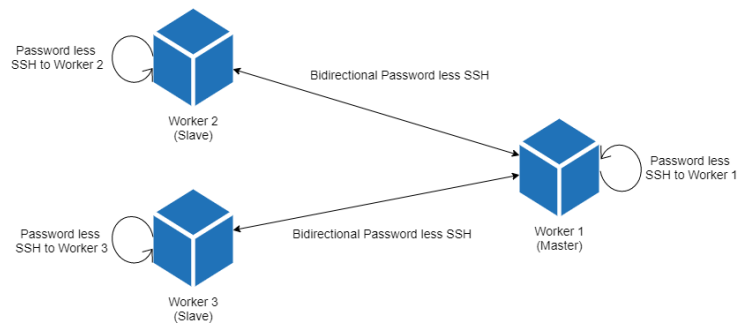 Password less
SSH to Worker 2
Worker 2
(Slave)
Bidirectional Password less SSH
Password less
SSH to Worker 1
Worker 1
(Master)
Password less
SSH to Worker 3
Bidirectional Password less SSH
Worker 3
(Slave)